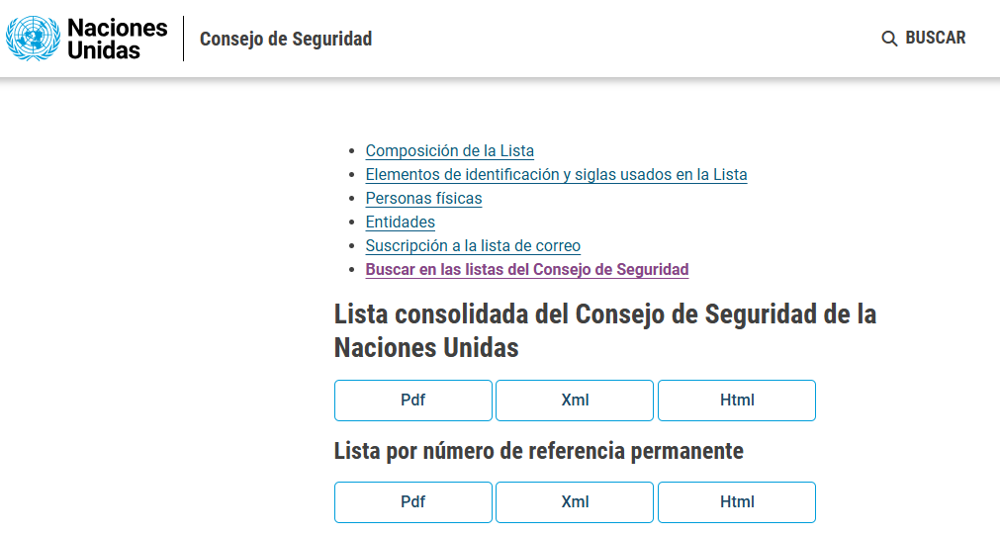 Naciones
Unidas
Consejo de Seguridad
BUSCAR
Composición de la Lista
Elementos de identificación y siglas usados en la Lista
Personas físicas
Entidades
Suscripción a la lista de correo
Buscar en las listas del Consejo de Seguridad
Lista consolidada del Consejo de Seguridad de la
Naciones Unidas
Pdf Xml Html
Lista por número de referencia permanente
Pdf Xml Html